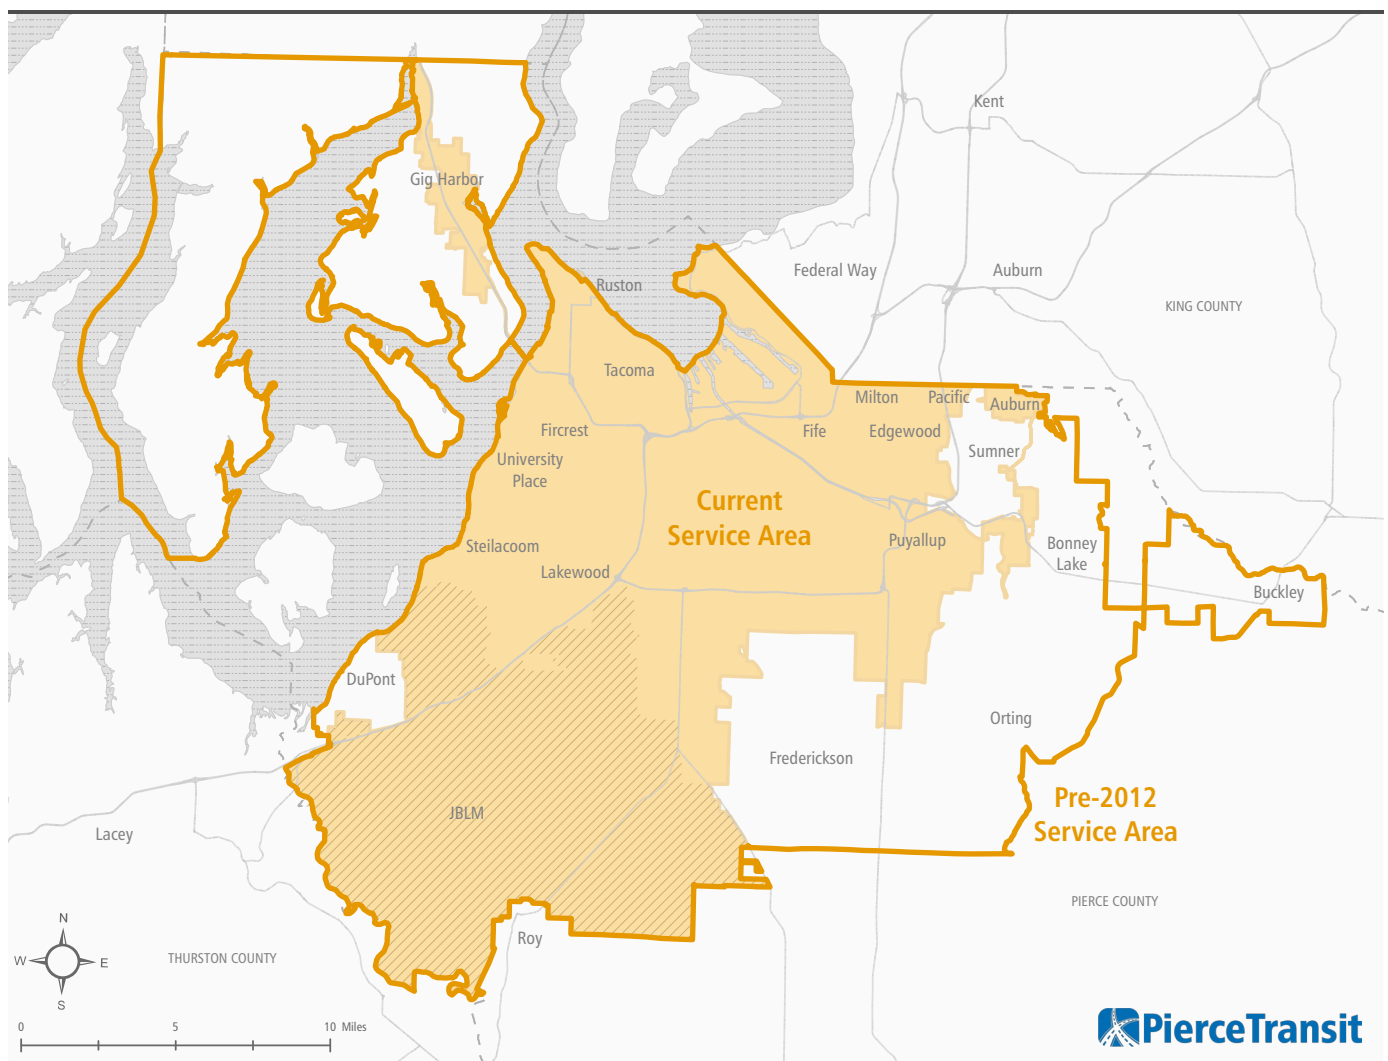 Kent
Gig Harbor
Federal Way
Auburn
Ruston
KING COUNTY
Tacoma
Milton
Pacific
Auburn
Fircrest
Fife
Edgewood
Sumner
University
Place
Current
Service Area
Steilacoom
Puyallup
Bonney
Lake
Lakewood
Buckley
DuPont
Orting
Frederickson
Pre-2012
Service Area
JBLM
Lacey
PIERCE COUNTY
Roy
THURSTON COUNTY
N
W
E
S
0
5
10 Miles
PierceTransit